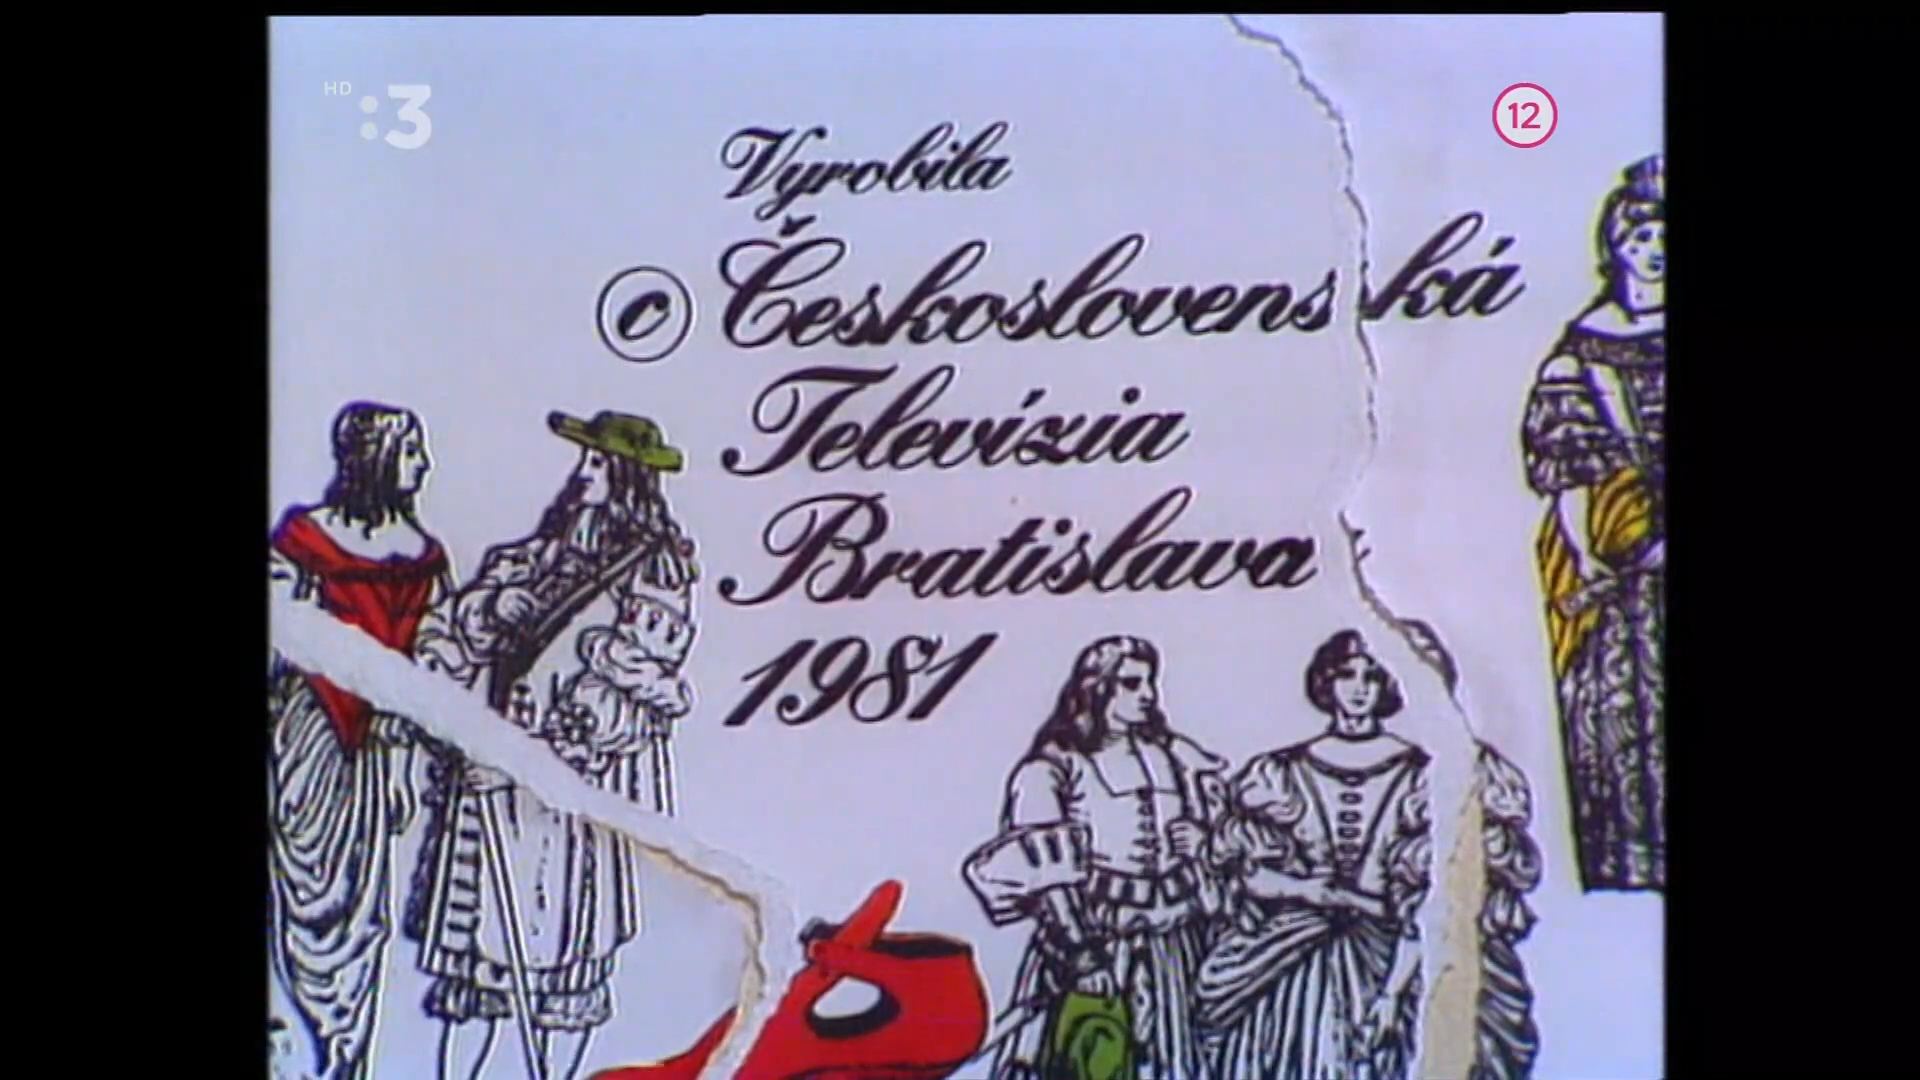 HD
:3
12
Vyrobila
© Československá
Televízia
Bratislava
1981